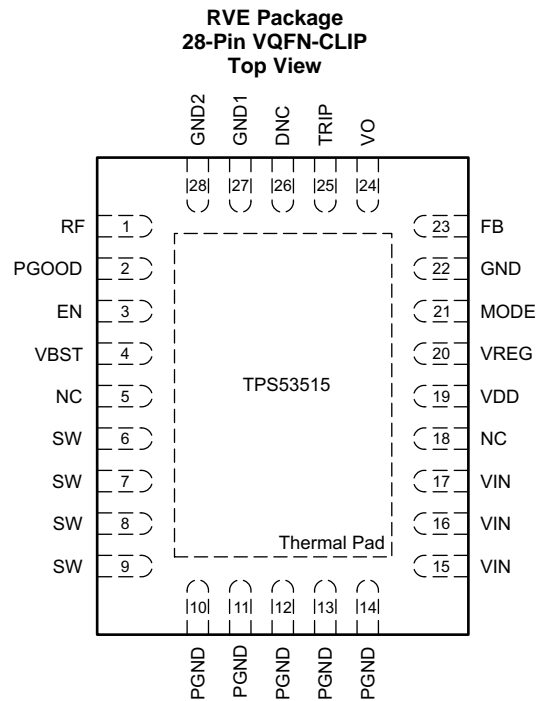 RVE Package
28-Pin VQFN-CLIP
Top View
GND2
GND1
DNC
TRIP
VO
28
27
26
25
24
RF 1
PGOOD 2
EN 3
VBST 4
NC 5
SW 6
SW 7
SW 8
SW 9
TPS53515
Thermal Pad
23 FB
22 GND
21 MODE
20 VREG
19 VDD
18 NC
17 VIN
16 VIN
15 VIN
10
11
12
13
14
PGND
PGND
PGND
PGND
PGND